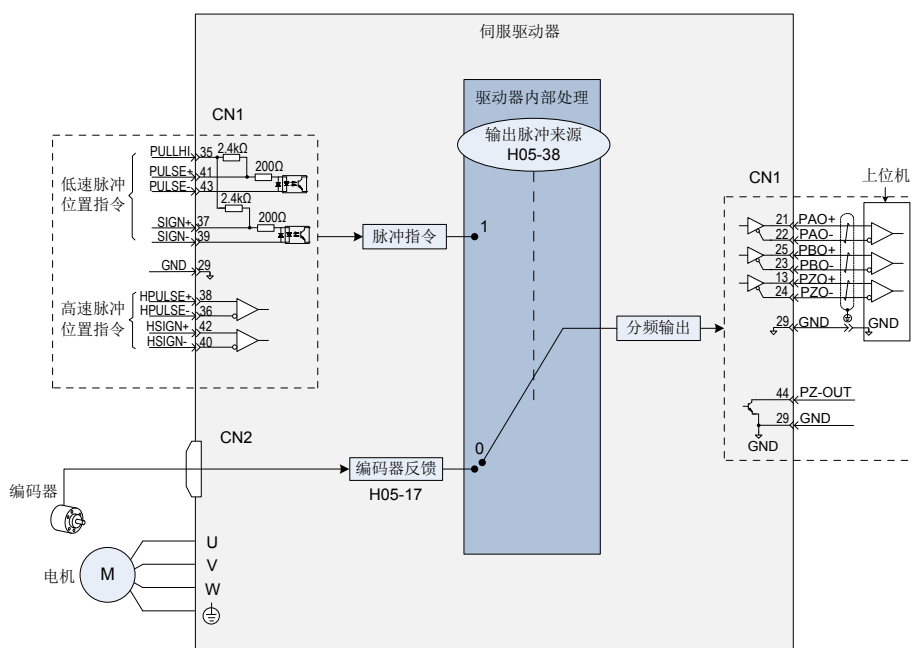 伺服驱动器
驱动器内部处理
输出脉冲来源
H05-38
CN1
PULLHI 35 2.4kΩ
PULSE+ 41 200Ω
PULSE- 43
2.4kΩ
SIGN+ 37 200Ω
SIGN- 39
低速脉冲
位置指令
GND 29
HPULSE+ 38
HPULSE- 36
HSIGN+ 42
HSIGN- 40
高速脉冲
位置指令
脉冲指令
1
CN2
编码器
编码器反馈
H05-17
0
分频输出
CN1
上位机
21 PAO+
22 PAO-
25 PBO+
23 PBO-
13 PZO+
24 PZO-
29 GND
GND
44 PZ-OUT
29 GND
GND
电机
M
U
V
W